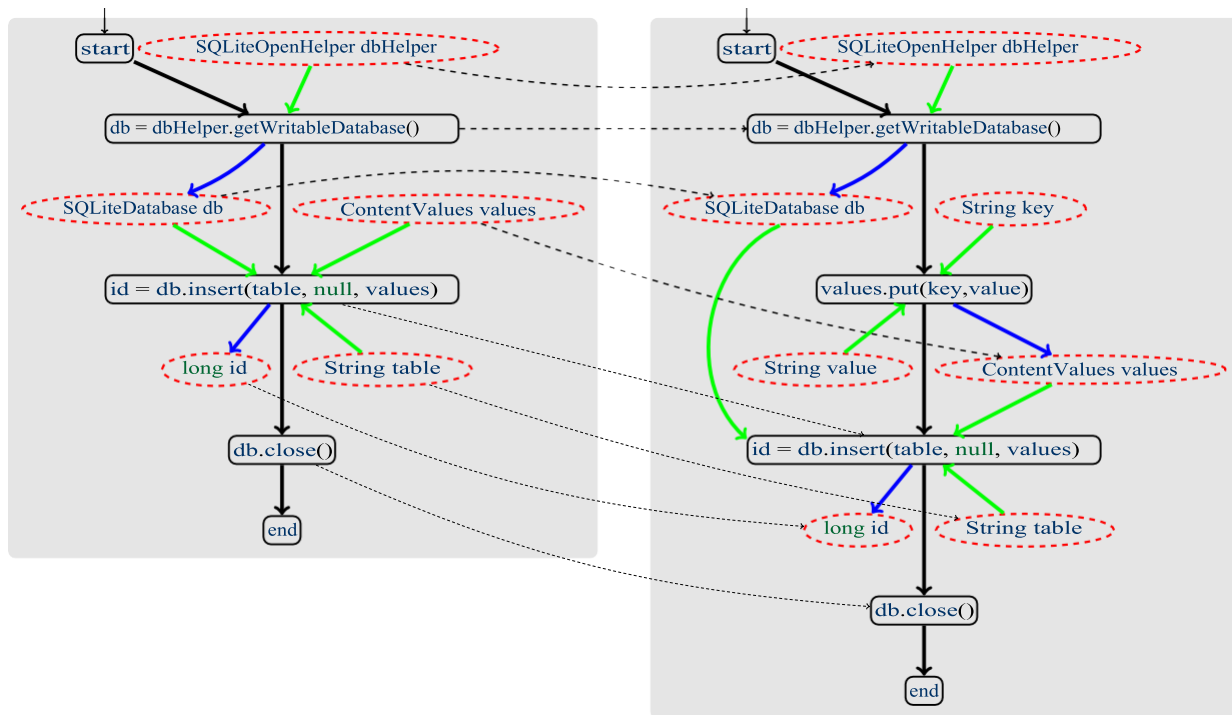 start
SQLiteOpenHelper dbHelper
db = dbHelper.getWritableDatabase()
SQLiteDatabase db
ContentValues values
id = db.insert(table, null, values)
long id
String table
db.close()
end
start
SQLiteOpenHelper dbHelper
db = dbHelper.getWritableDatabase()
SQLiteDatabase db
String key
values.put(key,value)
String value
ContentValues values
id = db.insert(table, null, values)
long id
String table
db.close()
end